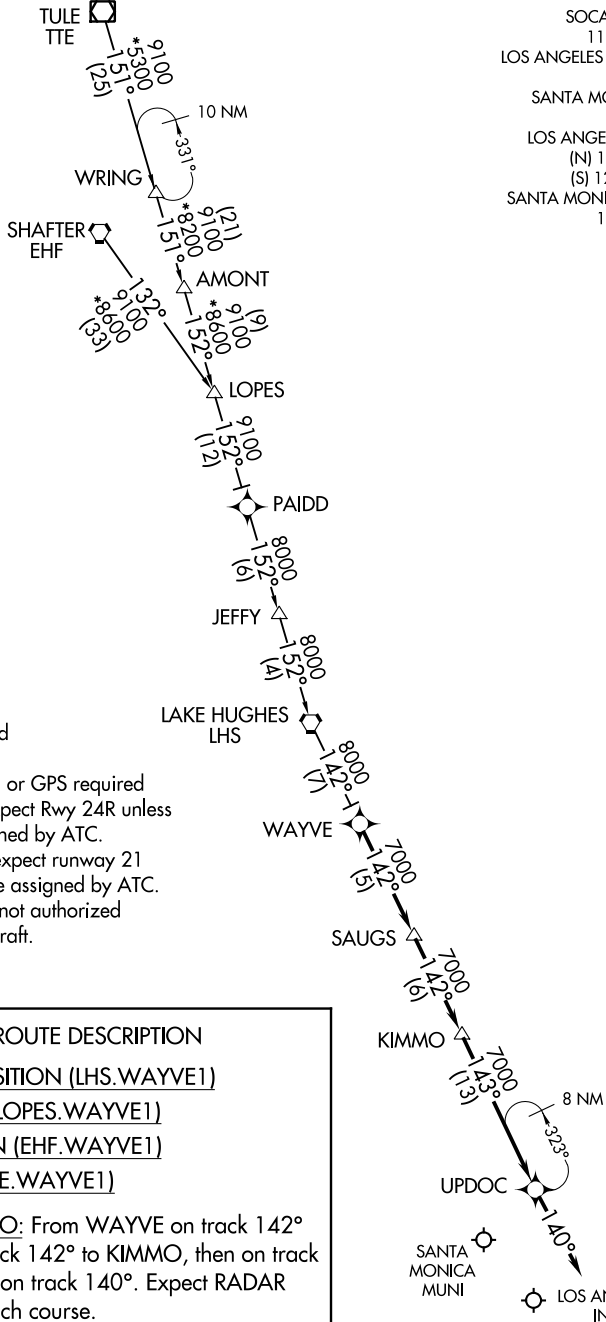 TULE
TTE
SOCA
11
LOS ANGELES
SANTA MO
LOS ANGE
(N) 1
(S) 12
SANTA MONI
1
9100
*5300
151°
(25)
10 NM
331°
WRING
(21)
9100
*8200
151°
SHAFTER
EHF
AMONT
132°
9100
*8600
(33)
(9)
9100
*8600
152°
LOPES
9100
152°
(12)
PAIDD
8000
152°
(6)
JEFFY
8000
152°
(4)
LAKE HUGHES
LHS
8000
142°
(7)
WAYVE
7000
142°
(5)
SAUGS
7000
142°
(6)
KIMMO
7000
143°
(13)
8 NM
323°
UPDOC
140°
SANTA
MONICA
MUNI
LOS AN
IN
d
or GPS required
pect Rwy 24R unless
ned by ATC.
expect runway 21
e assigned by ATC.
not authorized
raft.
ROUTE DESCRIPTION
SITION (LHS.WAYVE1)
LOPES.WAYVE1)
N (EHF.WAYVE1)
E.WAYVE1)
O: From WAYVE on track 142°
ck 142° to KIMMO, then on track
on track 140°. Expect RADAR
ch course.